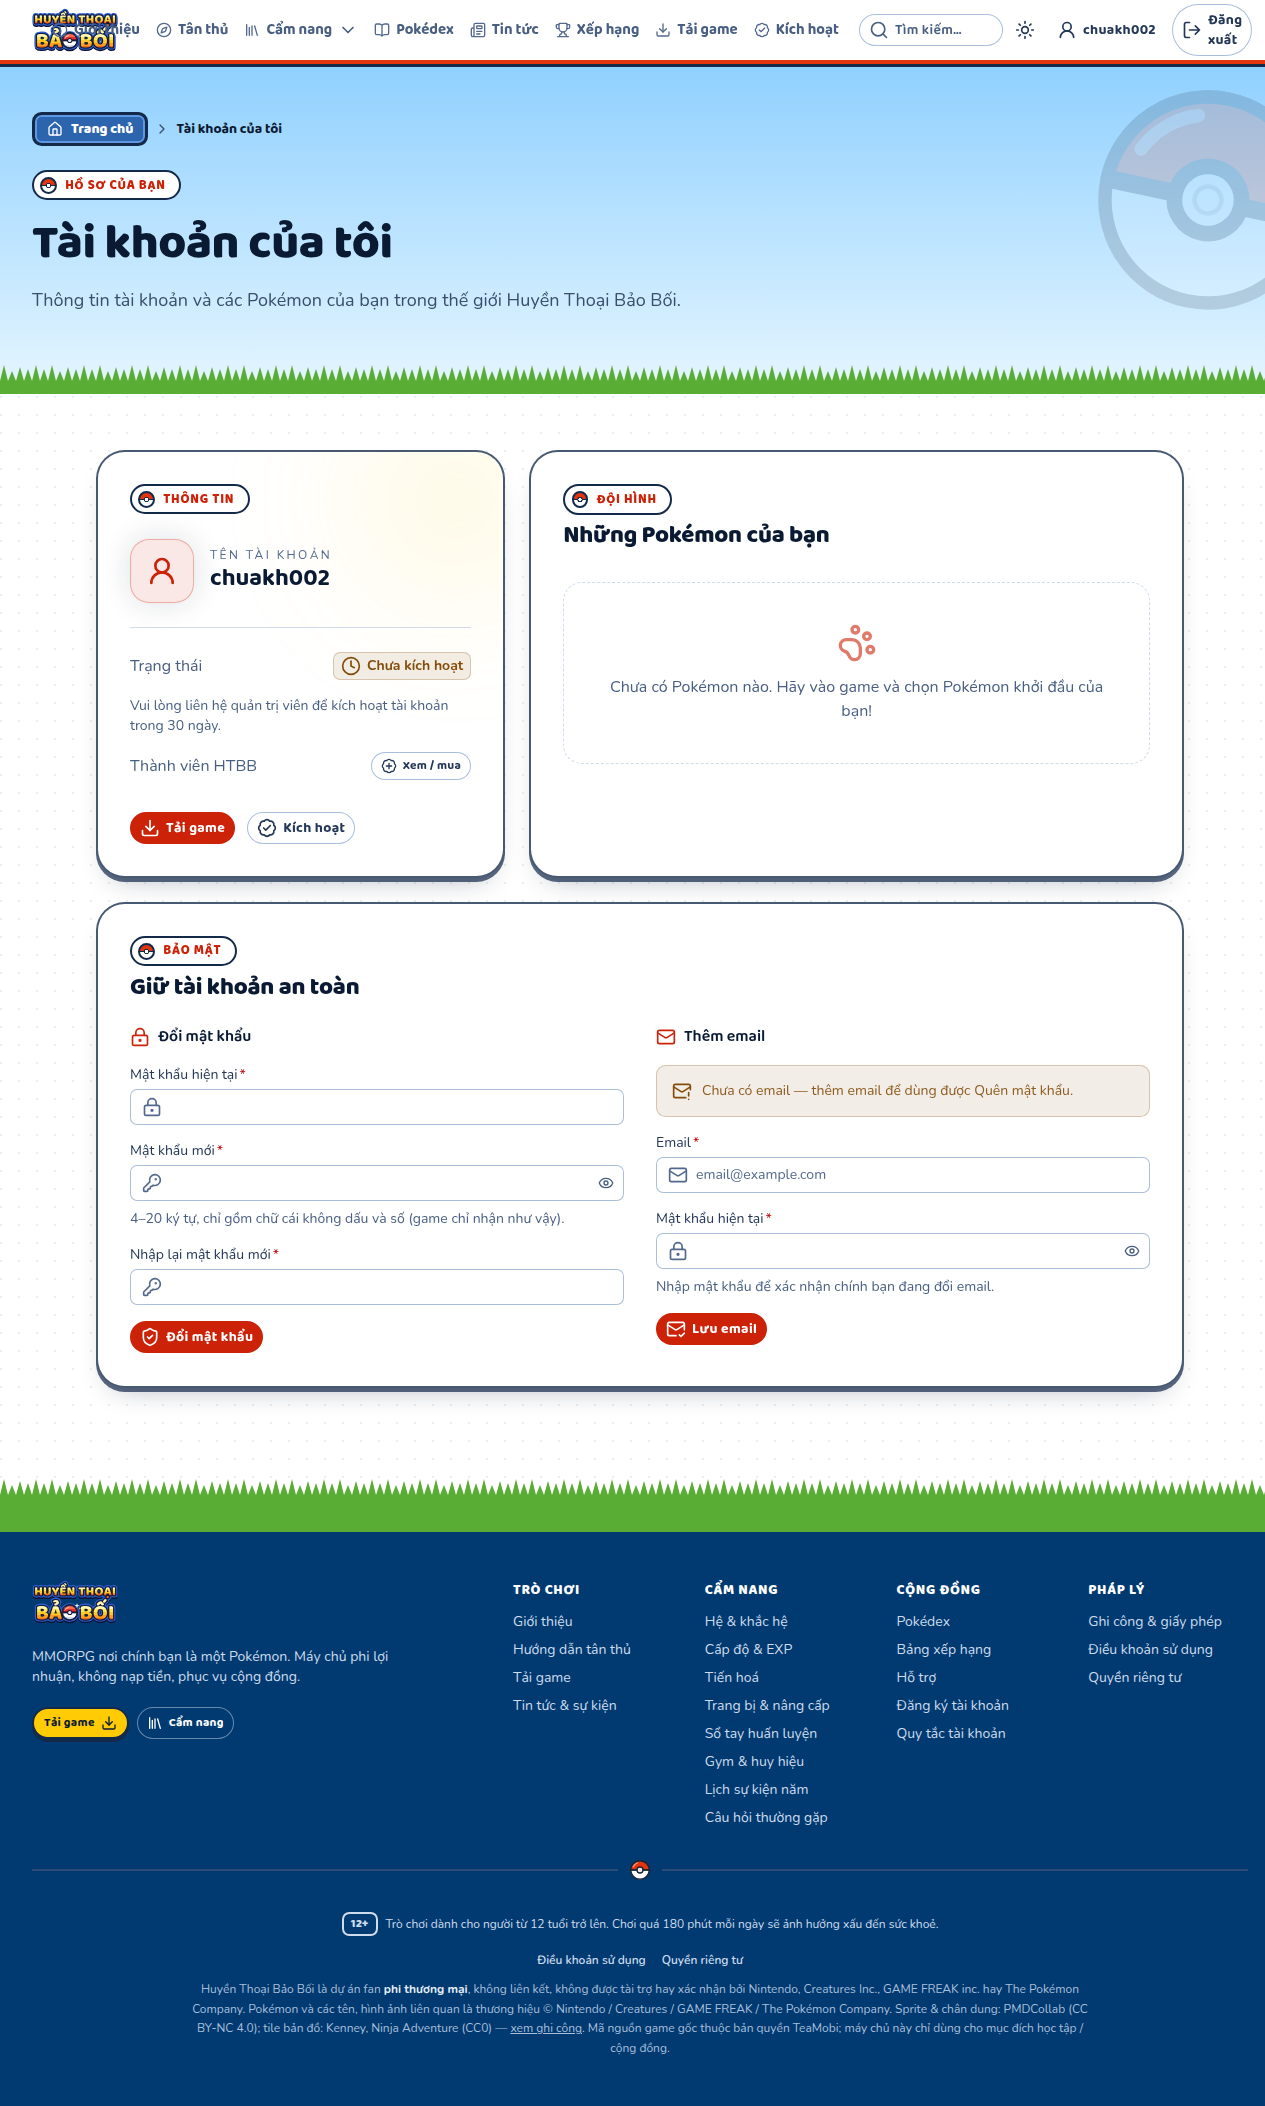 HUYỀN THOẠI
BẢO BỐI
Tân thủ
Cẩm nang
Pokédex
Tin tức
Xếp hạng
Tải game
Kích hoạt
Tìm kiếm...
chuakh002
Đăng xuất
Trang chủ
Tài khoản của tôi
HỒ SƠ CỦA BẠN
Tài khoản của tôi
Thông tin tài khoản và các Pokémon của bạn trong thế giới Huyền Thoại Bảo Bối.
THÔNG TIN
TÊN TÀI KHOẢN
chuakh002
Trạng thái
Chưa kích hoạt
Vui lòng liên hệ quản trị viên để kích hoạt tài khoản
trong 30 ngày.
Thành viên HTBB
Xem / mua
Tải game
Kích hoạt
ĐỘI HÌNH
Những Pokémon của bạn
Chưa có Pokémon nào. Hãy vào game và chọn Pokémon khởi đầu của
bạn!
BẢO MẬT
Giữ tài khoản an toàn
Đổi mật khẩu
Mật khẩu hiện tại *
Mật khẩu mới *
4–20 ký tự, chỉ gồm chữ cái không dấu và số (game chỉ nhận như vậy).
Nhập lại mật khẩu mới *
Đổi mật khẩu
Thêm email
Chưa có email — thêm email để dùng được Quên mật khẩu.
Email *
email@example.com
Mật khẩu hiện tại *
Nhập mật khẩu để xác nhận chính bạn đang đổi email.
Lưu email
HUYỀN THOẠI
BẢO BỐI
MMORPG nơi chính bạn là một Pokémon. Máy chủ phi lợi
nhuận, không nạp tiền, phục vụ cộng đồng.
Tải game
Cẩm nang
TRÒ CHƠI
Giới thiệu
Hướng dẫn tân thủ
Tải game
Tin tức & sự kiện
CẨM NANG
Hệ & khắc hệ
Cấp độ & EXP
Tiến hoá
Trang bị & nâng cấp
Sổ tay huấn luyện
Gym & huy hiệu
Lịch sự kiện năm
Câu hỏi thường gặp
CỘNG ĐỒNG
Pokédex
Bảng xếp hạng
Hỗ trợ
Đăng ký tài khoản
Quy tắc tài khoản
PHÁP LÝ
Ghi công & giấy phép
Điều khoản sử dụng
Quyền riêng tư
12+
Trò chơi dành cho người từ 12 tuổi trở lên. Chơi quá 180 phút mỗi ngày sẽ ảnh hưởng xấu đến sức khoẻ.
Điều khoản sử dụng
Quyền riêng tư
Huyền Thoại Bảo Bối là dự án fan phi thương mại, không liên kết, không được tài trợ hay xác nhận bởi Nintendo, Creatures Inc., GAME FREAK inc. hay The Pokémon
Company. Pokémon và các tên, hình ảnh liên quan là thương hiệu © Nintendo / Creatures / GAME FREAK / The Pokémon Company. Sprite & chân dung: PMDCollab (CC
BY-NC 4.0); tile bản đồ: Kenney, Ninja Adventure (CC0) — xem ghi công. Mã nguồn game gốc thuộc bản quyền TeaMobi; máy chủ này chỉ dùng cho mục đích học tập /
cộng đồng.